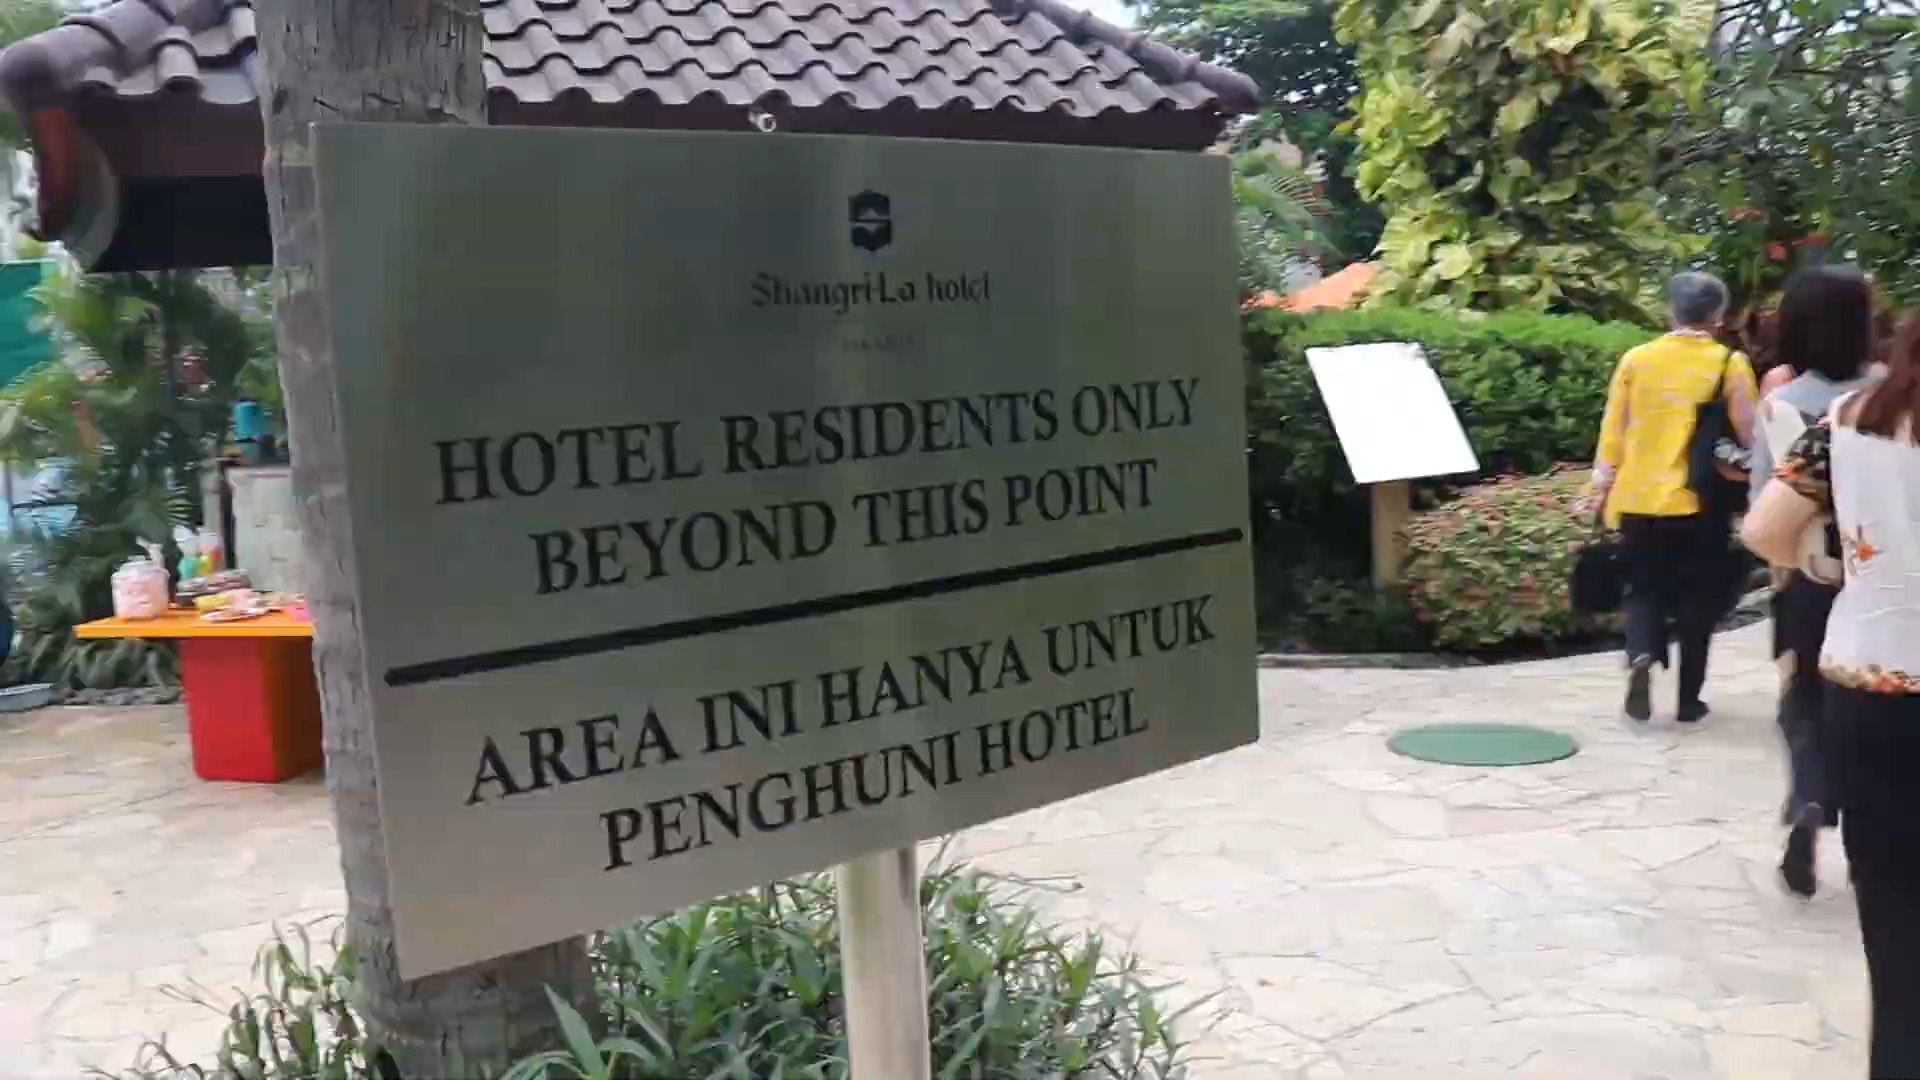 Shangri-La hotel
HOTEL RESIDENTS ONLY
BEYOND THIS POINT
AREA INI HANYA UNTUK
PENGHUNI HOTEL